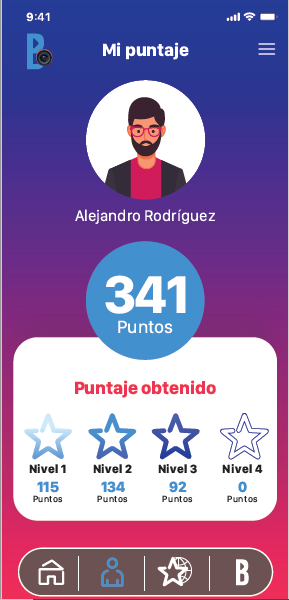 9:41
B
Mi puntaje
Alejandro Rodríguez
341
Puntos
Puntaje obtenido
Nivel 1
115
Puntos
Nivel 2
134
Puntos
Nivel 3
92
Puntos
Nivel 4
0
Puntos
B